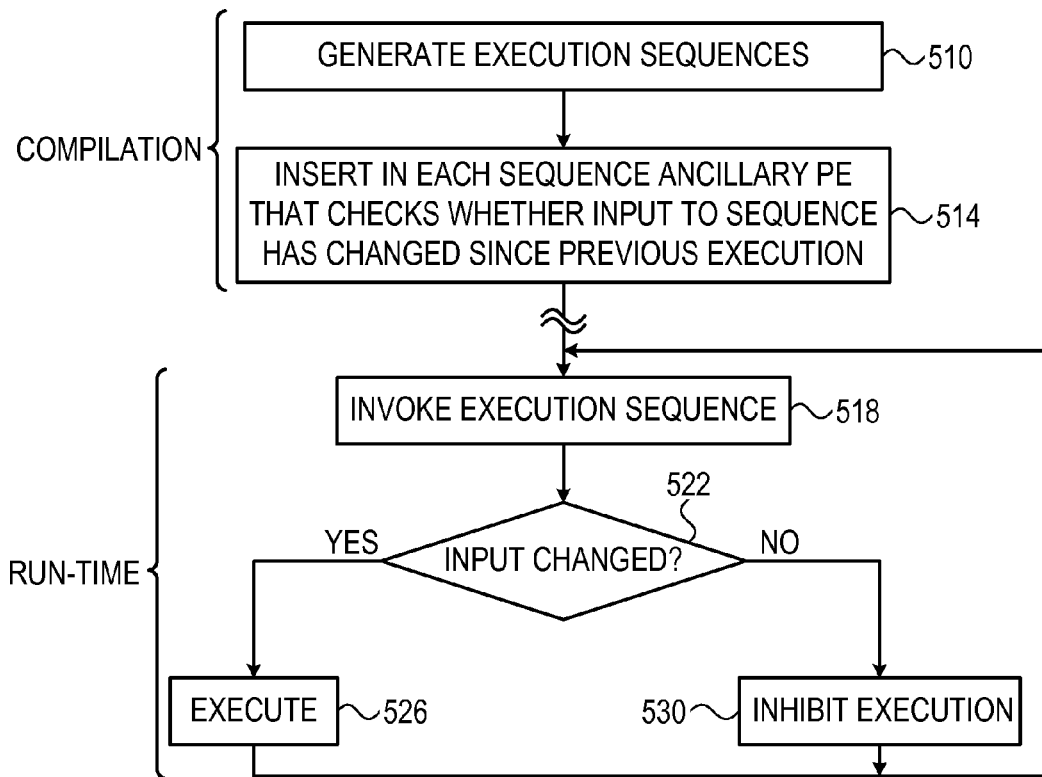 GENERATE EXECUTION SEQUENCES
510
COMPILATION
INSERT IN EACH SEQUENCE ANCILLARY PE
THAT CHECKS WHETHER INPUT TO SEQUENCE
HAS CHANGED SINCE PREVIOUS EXECUTION
514
INVOKE EXECUTION SEQUENCE
518
522
YES
INPUT CHANGED?
NO
RUN-TIME
EXECUTE
526
530
INHIBIT EXECUTION